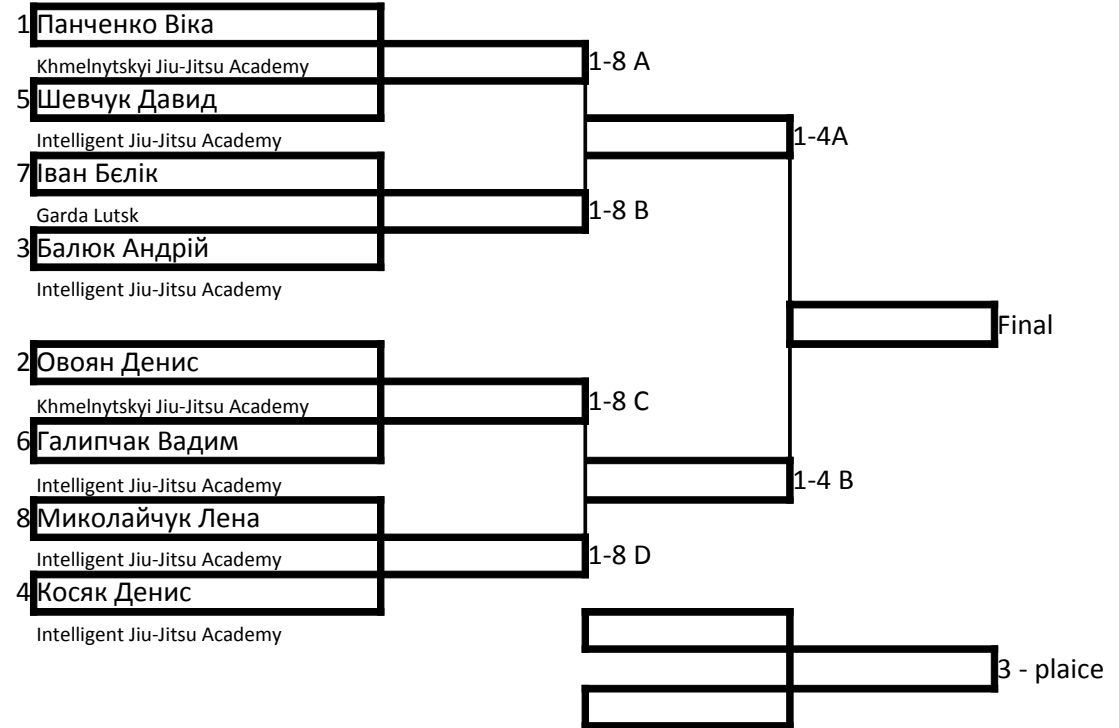 1 Панченко Віка
Khmelnytskyi Jiu-Jitsu Academy
1-8 A
5 Шевчук Давид
Intelligent Jiu-Jitsu Academy
1-4A
7 Іван Бєлік
Garda Lutsk
1-8 B
3 Балюк Андрій
Intelligent Jiu-Jitsu Academy
Final
2 Овоян Денис
Khmelnytskyi Jiu-Jitsu Academy
1-8 C
6 Галипчак Вадим
Intelligent Jiu-Jitsu Academy
1-4 B
8 Миколайчук Лена
Intelligent Jiu-Jitsu Academy
1-8 D
4 Косяк Денис
Intelligent Jiu-Jitsu Academy
3 - plaice